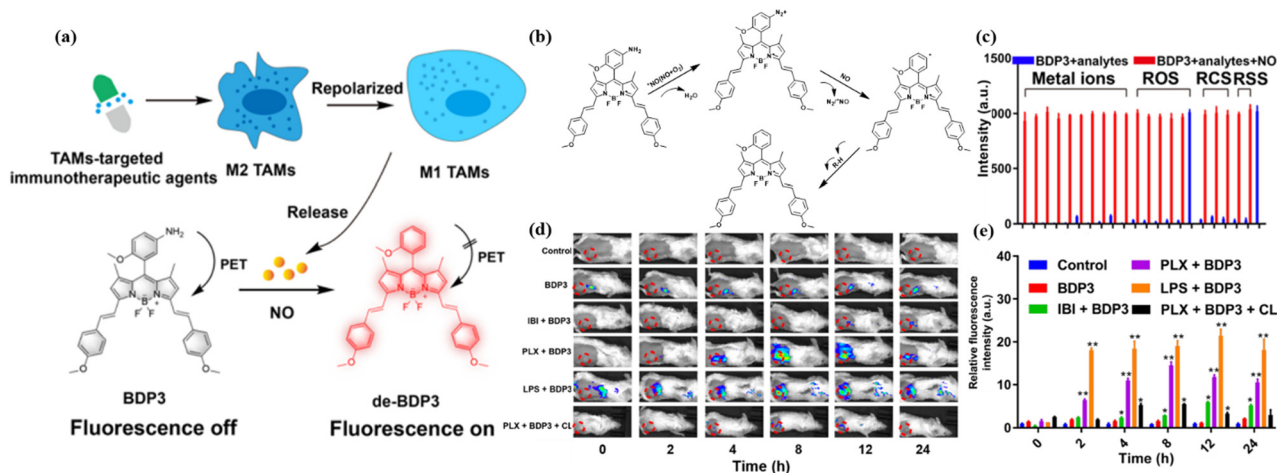 (a)
TAMs-targeted
immunotherapeutic agents
M2 TAMs
Repolarized
M1 TAMs
Release
NH2
O
PET
N
B
N
+
F
F
O
O
BDP3
Fluorescence off
NO
O
PET
N
B
N
+
F
F
O
O
de-BDP3
Fluorescence on
(b)
NH2
O
N
B
N
F
F
O
O
"NO(NO+O2)
H2O
N2+
O
N
B
N
F
F
O
O
NO
N2+NO
O
N
B
N
F
F
O
O
R-H
O
N
B
N
F
F
O
O
(c)
BDP3+analytes
BDP3+analytes+NO
Metal ions
ROS
RCS
RSS
Intensity (a.u.)
1500
1000
500
0
(d)
Control
BDP3
IBI + BDP3
PLX + BDP3
LPS + BDP3
PLX + BDP3 + CL
0 2 4 8 12 24
Time (h)
(e)
Relative fluorescence
intensity (a.u.)
40
30
20
10
0
Control
BDP3
IBI + BDP3
PLX + BDP3
LPS + BDP3
PLX + BDP3 + CL
** ** * ** ** * * ** ** * * ** ** * * ** **
0 2 4 8 12 24
Time (h)